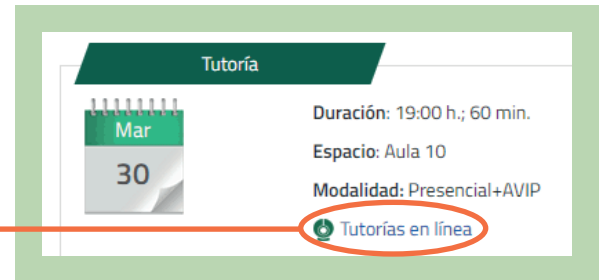 Tutoría
Mar
30
Duración: 19:00 h.; 60 min.
Espacio: Aula 10
Modalidad: Presencial+AVIP
Tutorías en línea